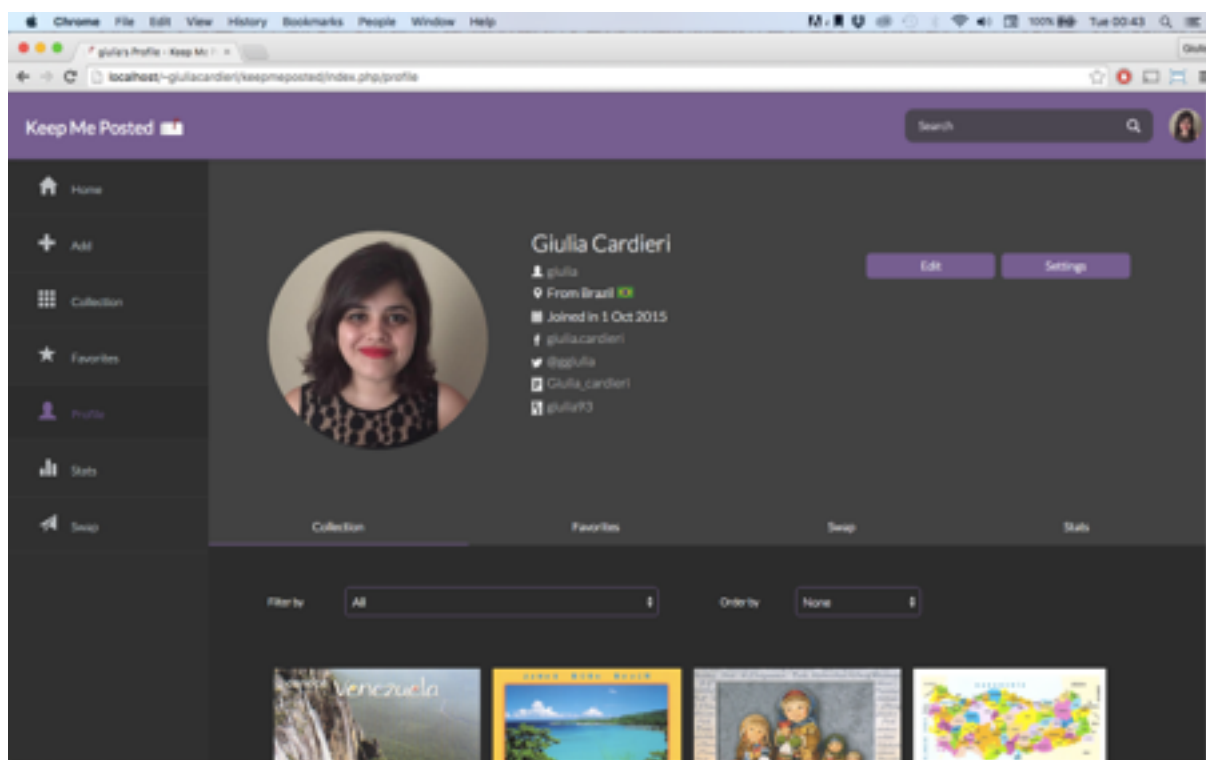 Chrome File Edit View History Bookmarks People Window Help
100% Tue 00:43
giulia's Profile - Keep Me
localhost/~giuliacardieri/keepmeposted/index.php/profile
Keep Me Posted
Search
Home
Add
Collection
Favorites
Profile
Stats
Swap
Giulia Cardieri
giulia
From Brazil
Joined in 1 Oct 2015
giulia.cardieri
@ggiulia
Giulia_cardieri
giulia93
Edit
Settings
Collection
Favorites
Swap
Stats
Filter by
All
Order by
None
venezuela